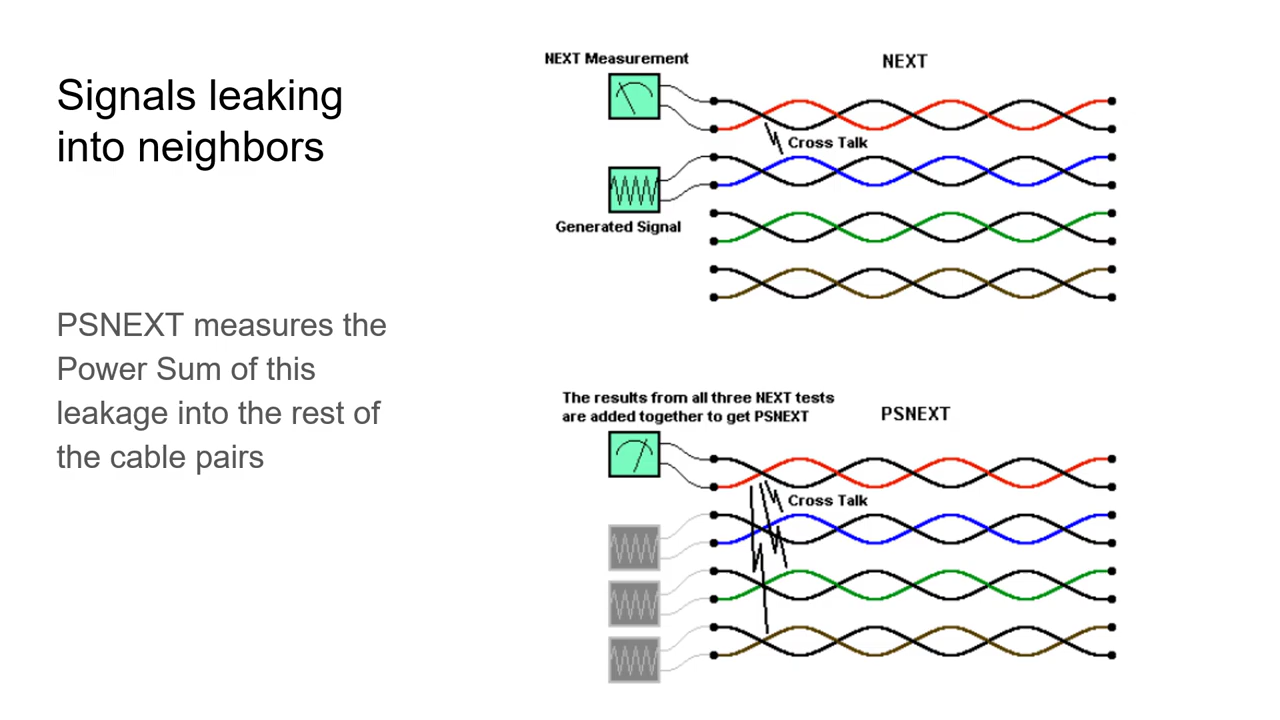 Signals leaking
into neighbors
PSNEXT measures the
Power Sum of this
leakage into the rest of
the cable pairs
NEXT Measurement
NEXT
Cross Talk
Generated Signal
The results from all three NEXT tests
are added together to get PSNEXT
PSNEXT
Cross Talk